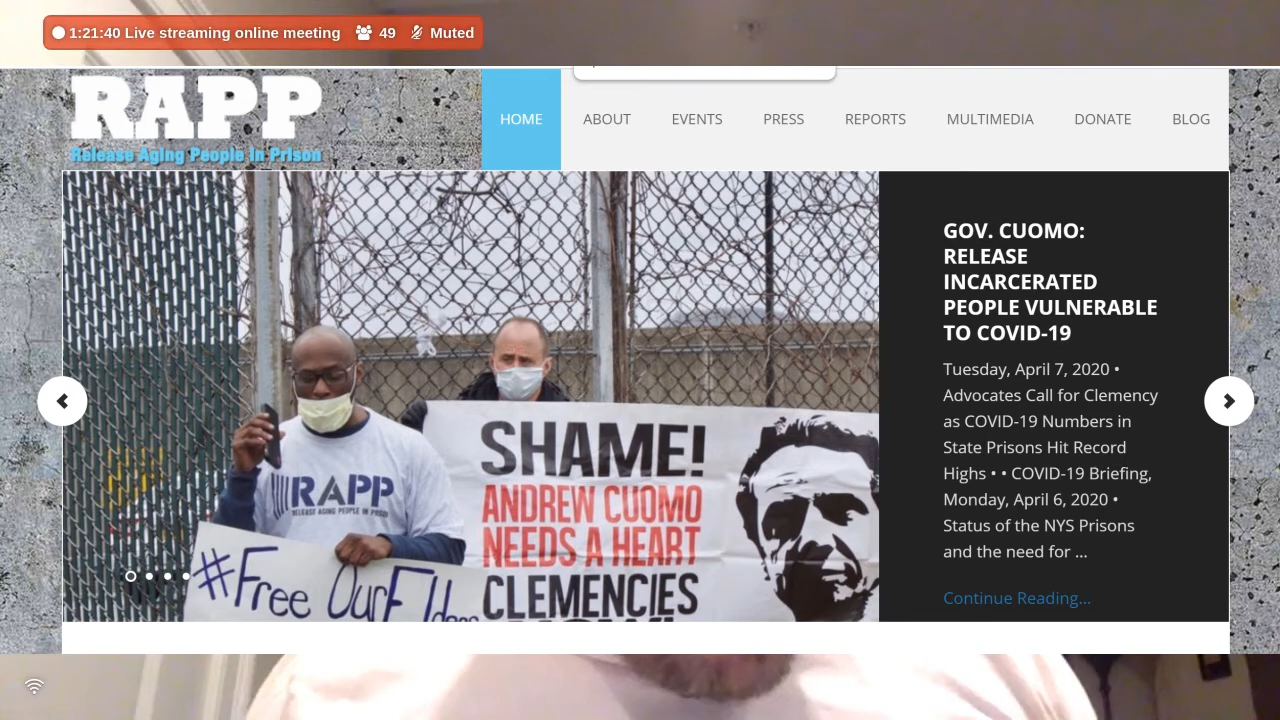 1:21:40 Live streaming online meeting 49 Muted
RAPP
Release Aging People in Prison
HOME ABOUT EVENTS PRESS REPORTS MULTIMEDIA DONATE BLOG
GOV. CUOMO:
RELEASE
INCARCERATED
PEOPLE VULNERABLE
TO COVID-19
Tuesday, April 7, 2020 •
Advocates Call for Clemency
as COVID-19 Numbers in
State Prisons Hit Record
Highs • • COVID-19 Briefing,
Monday, April 6, 2020 •
Status of the NYS Prisons
and the need for ...
Continue Reading...
SHAME!
ANDREW CUOMO
NEEDS A HEART
CLEMENCIES
NOW!
RAPP
RELEASE AGING PEOPLE IN PRISON
#Free OurElders